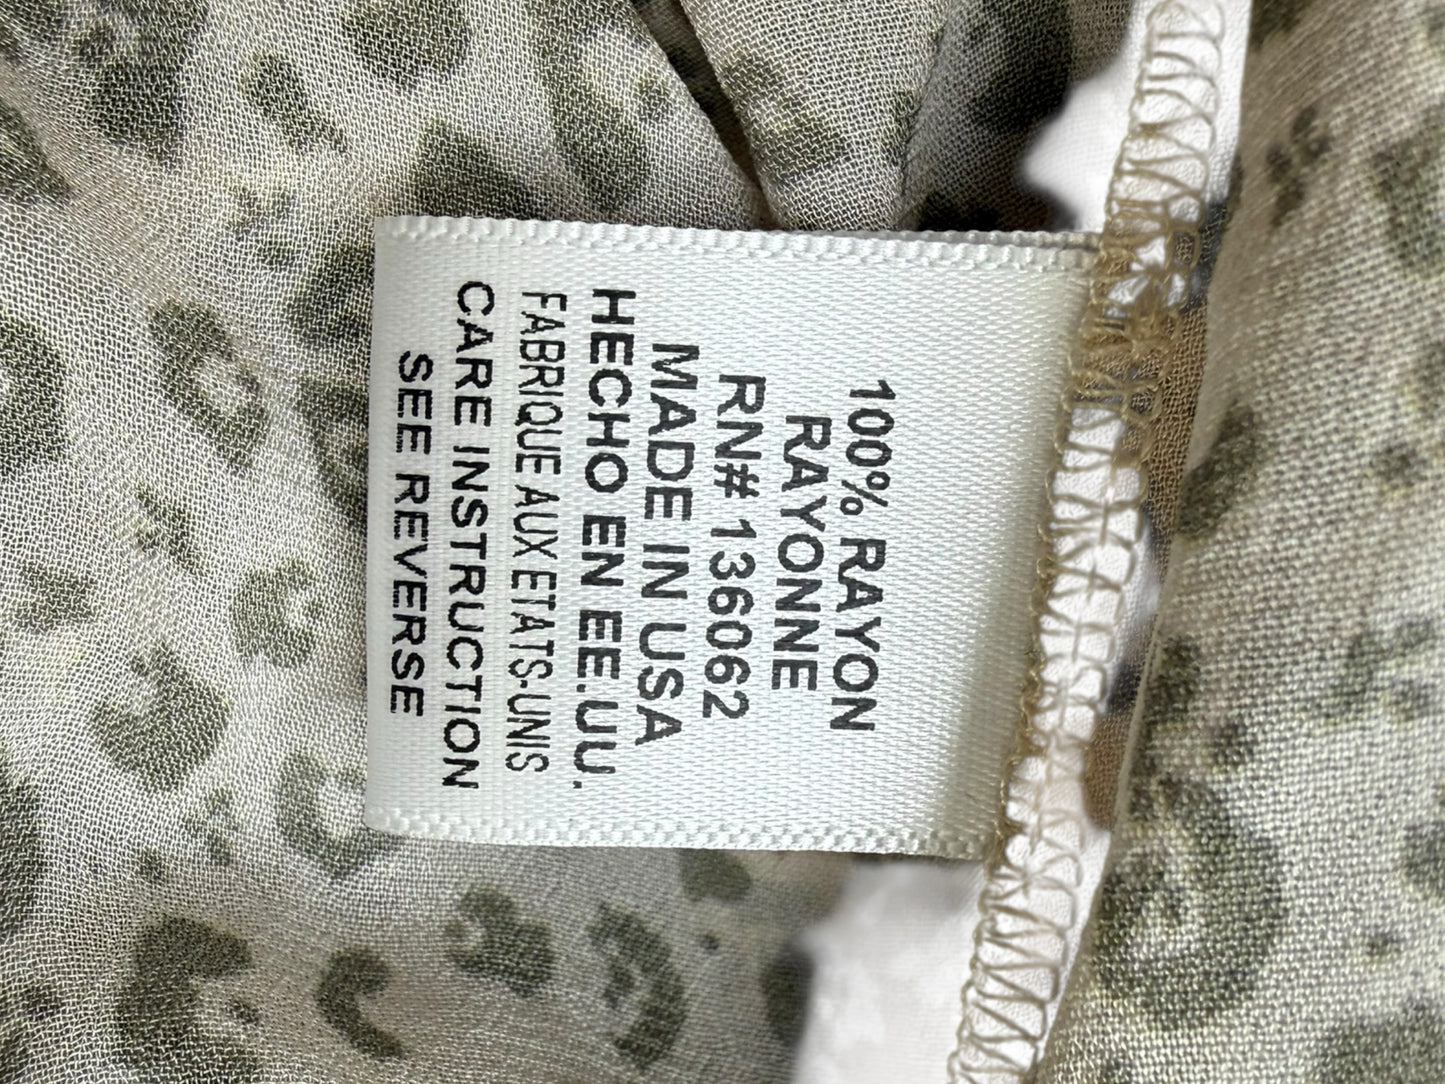 100% RAYON
RAYONNE
RN# 136062
MADE IN USA
HECHO EN EE.UU.
FABRIQUE AUX ETATS-UNIS
CARE INSTRUCTION
SEE REVERSE